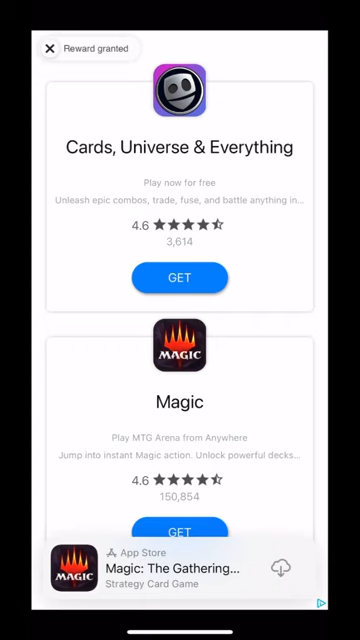 Reward granted
Cards, Universe & Everything
Play now for free
Unleash epic combos, trade, fuse, and battle anything in...
4.6
3,614
GET
MAGIC
Magic
Play MTG Arena from Anywhere
Jump into instant Magic action. Unlock powerful decks...
4.6
150,854
GET
MAGIC
App Store
Magic: The Gathering...
Strategy Card Game